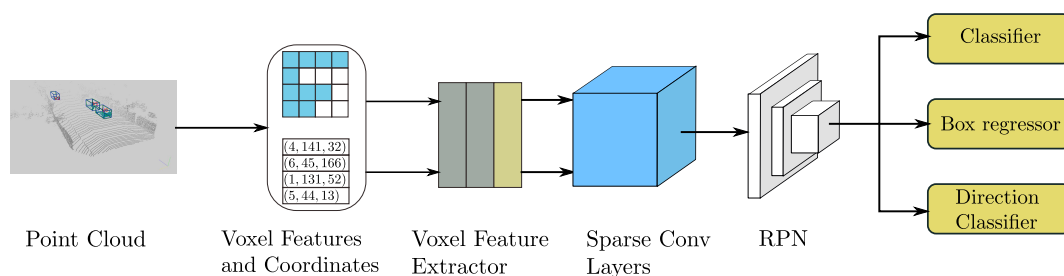 (4, 141, 32)
(6, 45, 166)
(1, 131, 52)
(5, 44, 13)
Point Cloud
Voxel Features
and Coordinates
Voxel Feature
Extractor
Sparse Conv
Layers
RPN
Classifier
Box regressor
Direction
Classifier